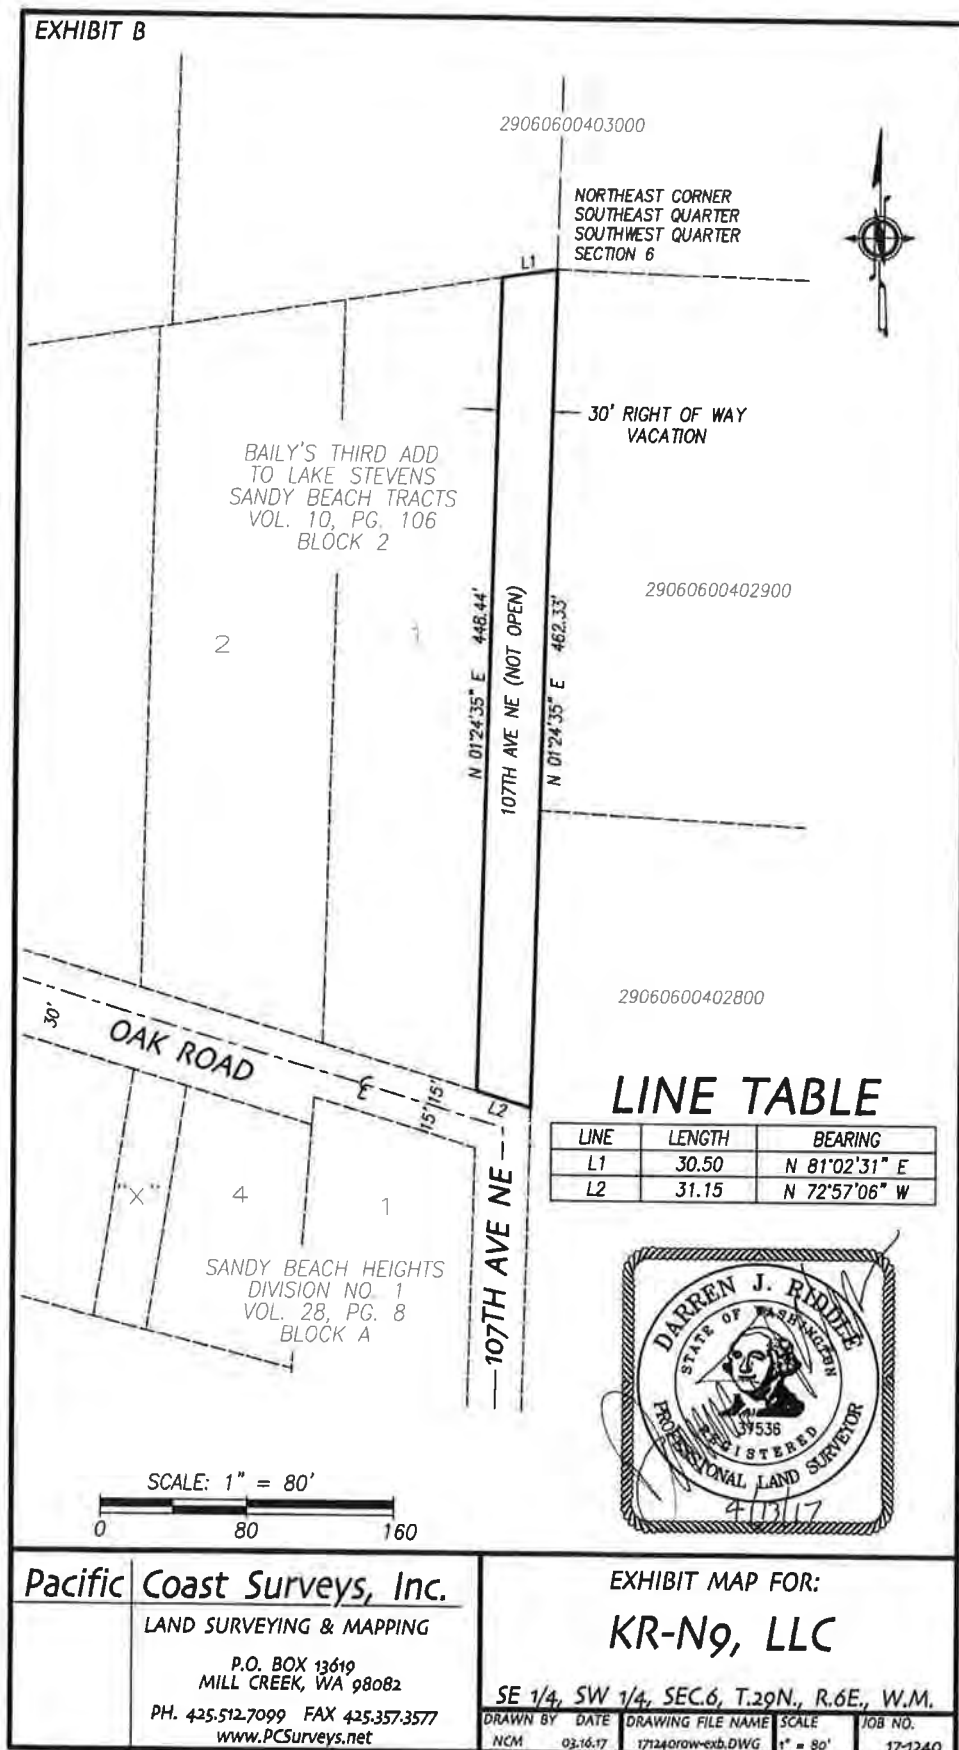 EXHIBIT B
29060600403000
NORTHEAST CORNER
SOUTHEAST QUARTER
SOUTHWEST QUARTER
SECTION 6
L1
30' RIGHT OF WAY
VACATION
BAILY'S THIRD ADD
TO LAKE STEVENS
SANDY BEACH TRACTS
VOL. 10, PG. 106
BLOCK 2
2
1
N 01°24'35" E 448.44'
107TH AVE NE (NOT OPEN)
N 01°24'35" E 462.33'
29060600402900
29060600402800
30'
OAK ROAD
CL
15' 15'
L2
107TH AVE NE
"X"
4
1
SANDY BEACH HEIGHTS
DIVISION NO. 1
VOL. 28, PG. 8
BLOCK A
LINE TABLE
LINE LENGTH BEARING
L1 30.50 N 81°02'31" E
L2 31.15 N 72°57'06" W
DARREN J. RIDDLE
STATE OF WASHINGTON
37536
REGISTERED
PROFESSIONAL LAND SURVEYOR
4/13/17
SCALE: 1" = 80'
0 80 160
Pacific Coast Surveys, Inc.
LAND SURVEYING & MAPPING
P.O. BOX 13619
MILL CREEK, WA 98082
PH. 425.512.7099 FAX 425.357.3577
www.PCSurveys.net
EXHIBIT MAP FOR:
KR-N9, LLC
SE 1/4, SW 1/4, SEC.6, T.29N., R.6E., W.M.
DRAWN BY DATE DRAWING FILE NAME SCALE JOB NO.
NCM 03.16.17 171240row-exb.DWG 1" = 80' 17-1240